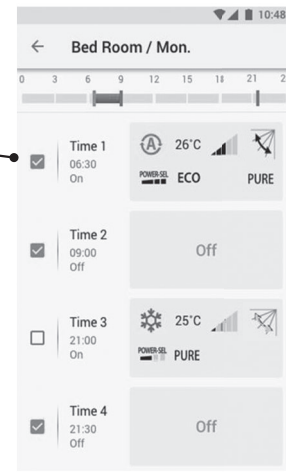 10:48
← Bed Room / Mon.
0 3 6 9 12 15 18 21 2
Time 1
06:30
On
A 26°C
POWER-SEL ECO PURE
Time 2
09:00
Off
Off
Time 3
21:00
On
25°C
POWER-SEL PURE
Time 4
21:30
Off
Off